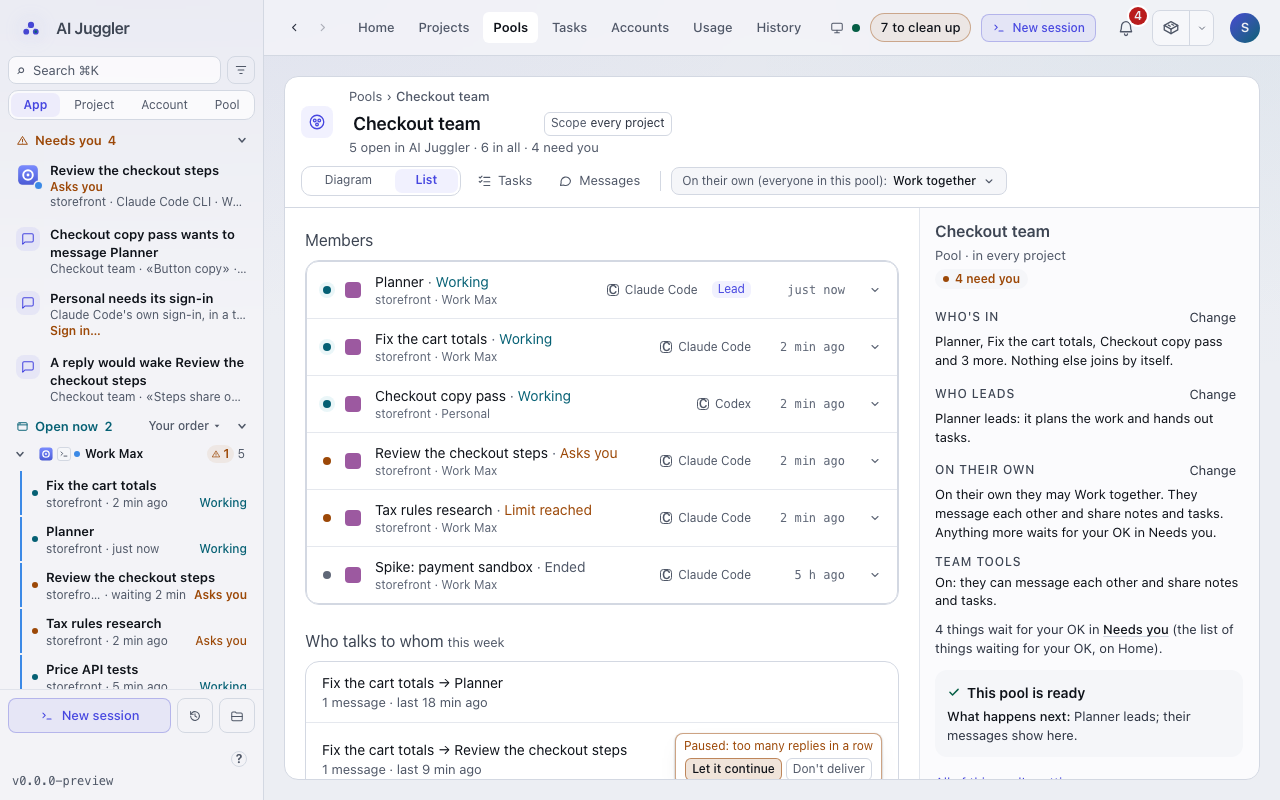 AI Juggler
Search ⌘K
App Project Account Pool
Needs you 4
Review the checkout steps
Asks you
storefront · Claude Code CLI · W...
Checkout copy pass wants to
message Planner
Checkout team · «Button copy» ·...
Personal needs its sign-in
Claude Code's own sign-in, in a t...
Sign in...
A reply would wake Review the
checkout steps
Checkout team · «Steps share o...
Open now 2 Your order
Work Max 1 5
Fix the cart totals
storefront · 2 min ago Working
Planner
storefront · just now Working
Review the checkout steps
storefro... · waiting 2 min Asks you
Tax rules research
storefront · 2 min ago Asks you
Price API tests
storefront · 5 min ago Working
New session
?
v0.0.0-preview
Home Projects Pools Tasks Accounts Usage History
7 to clean up
New session
4
S
Pools › Checkout team
Checkout team
Scope every project
5 open in AI Juggler · 6 in all · 4 need you
Diagram List Tasks Messages
On their own (everyone in this pool): Work together
Members
Planner · Working
storefront · Work Max
Claude Code Lead just now
Fix the cart totals · Working
storefront · Work Max
Claude Code 2 min ago
Checkout copy pass · Working
storefront · Personal
Codex 2 min ago
Review the checkout steps · Asks you
storefront · Work Max
Claude Code 2 min ago
Tax rules research · Limit reached
storefront · Work Max
Claude Code 2 min ago
Spike: payment sandbox · Ended
storefront · Work Max
Claude Code 5 h ago
Who talks to whom this week
Fix the cart totals → Planner
1 message · last 18 min ago
Fix the cart totals → Review the checkout steps
1 message · last 9 min ago
Paused: too many replies in a row
Let it continue Don't deliver
Checkout team
Pool · in every project
4 need you
WHO'S IN Change
Planner, Fix the cart totals, Checkout copy pass
and 3 more. Nothing else joins by itself.
WHO LEADS Change
Planner leads: it plans the work and hands out
tasks.
ON THEIR OWN Change
On their own they may Work together. They
message each other and share notes and tasks.
Anything more waits for your OK in Needs you.
TEAM TOOLS
On: they can message each other and share notes
and tasks.
4 things wait for your OK in Needs you (the list of
things waiting for your OK, on Home).
This pool is ready
What happens next: Planner leads; their
messages show here.